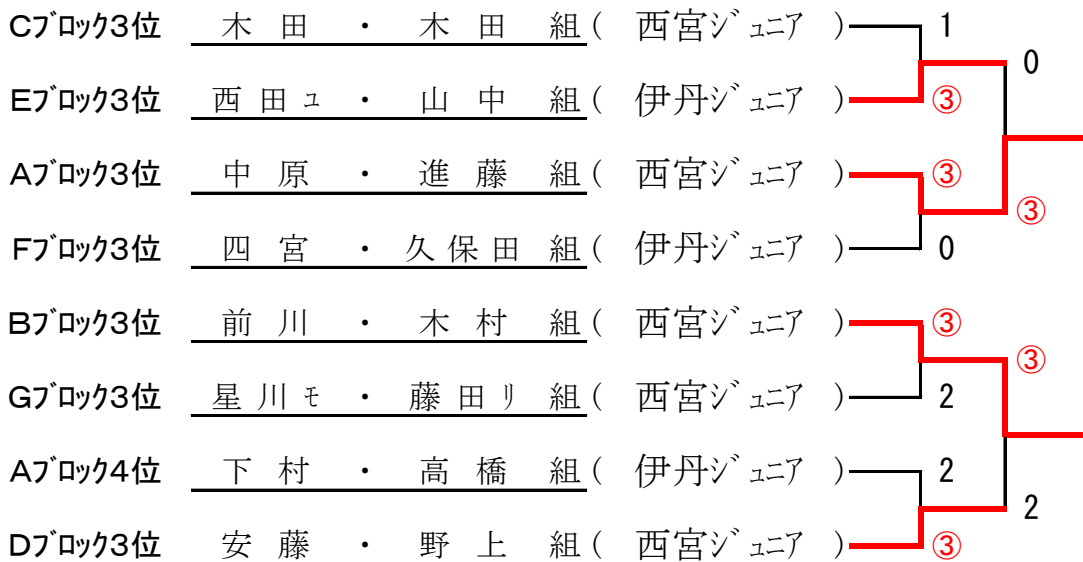 Cブロック3位 木田・木田 組( 西宮ジュニア ) 1
0
Eブロック3位 西田ユ・山中 組( 伊丹ジュニア ) ③
Aブロック3位 中原・進藤 組( 西宮ジュニア ) ③
③
Fブロック3位 四宮・久保田 組( 伊丹ジュニア ) 0
Bブロック3位 前川・木村 組( 西宮ジュニア ) ③
③
Gブロック3位 星川モ・藤田リ 組( 西宮ジュニア ) 2
Aブロック4位 下村・高橋 組( 伊丹ジュニア ) 2
2
Dブロック3位 安藤・野上 組( 西宮ジュニア ) ③